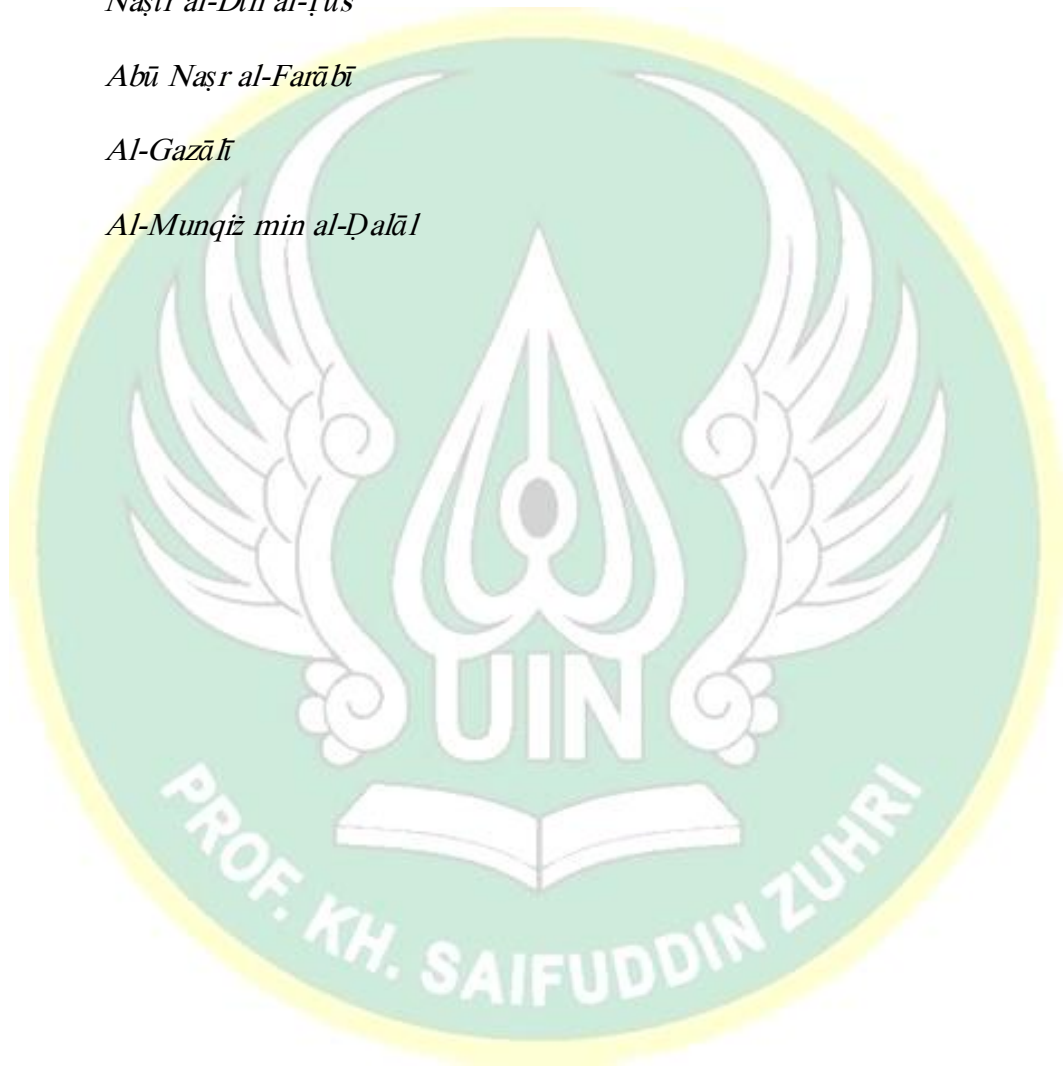 Naṣīr al-Dīn al-Ṭūs
Abū Naṣr al-Farābī
Al-Gazālī
Al-Munqiż min al-Ḍalāl
UIN
PROF. KH. SAIFUDDIN ZUHRI